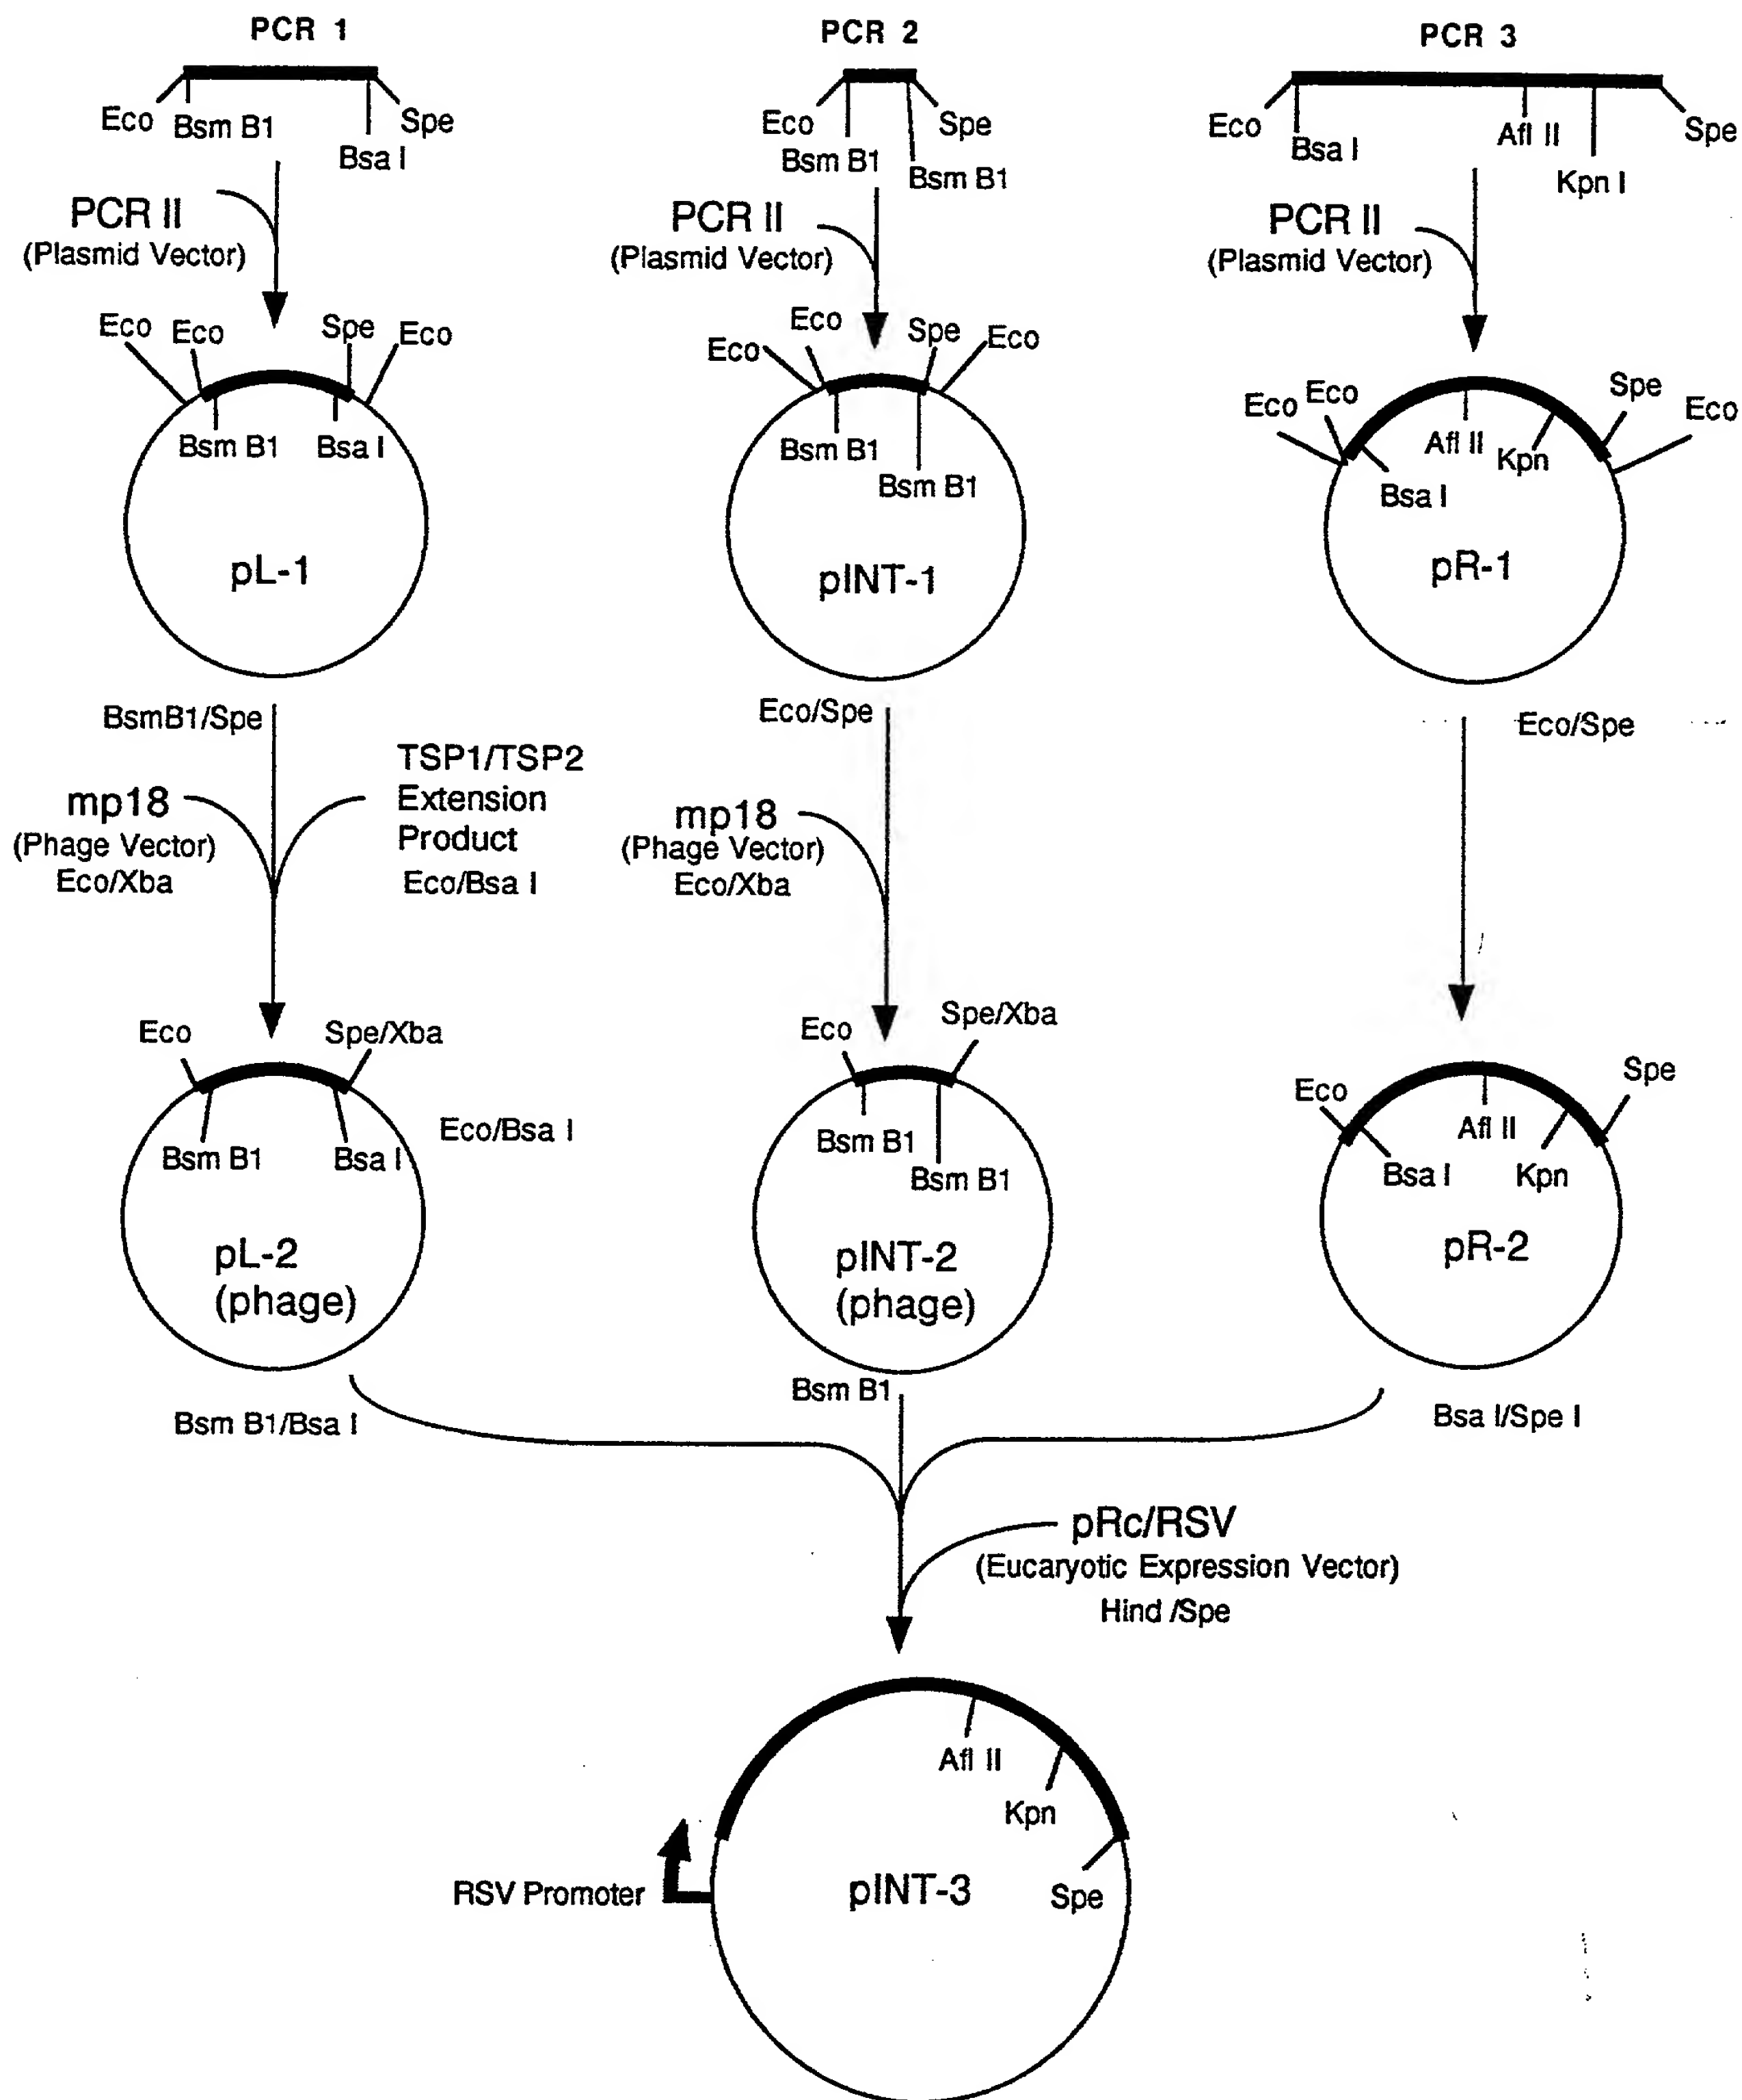 PCR 1
PCR 2
PCR 3
Eco
Bsm B1
Bsa I
Spe
Eco
Bsm B1
Spe
Bsm B1
Eco
Bsa I
Afl II
Kpn I
Spe
PCR II
(Plasmid Vector)
PCR II
(Plasmid Vector)
PCR II
(Plasmid Vector)
Eco
Eco
Spe
Eco
Bsm B1
Bsa I
pL-1
Eco
Eco
Spe
Eco
Bsm B1
Bsm B1
pINT-1
Eco
Eco
Spe
Eco
Afl II
Kpn
Bsa I
pR-1
BsmB1/Spe
mp18
(Phage Vector)
Eco/Xba
TSP1/TSP2
Extension
Product
Eco/Bsa I
Eco/Spe
mp18
(Phage Vector)
Eco/Xba
Eco/Spe
Eco
Spe/Xba
Bsm B1
Bsa I
Eco/Bsa I
pL-2
(phage)
Eco
Spe/Xba
Bsm B1
Bsm B1
pINT-2
(phage)
Eco
Spe
Afl II
Bsa I
Kpn
pR-2
Bsm B1/Bsa I
Bsm B1
Bsa I/Spe I
pRc/RSV
(Eucaryotic Expression Vector)
Hind /Spe
Afl II
Kpn
Spe
RSV Promoter
pINT-3